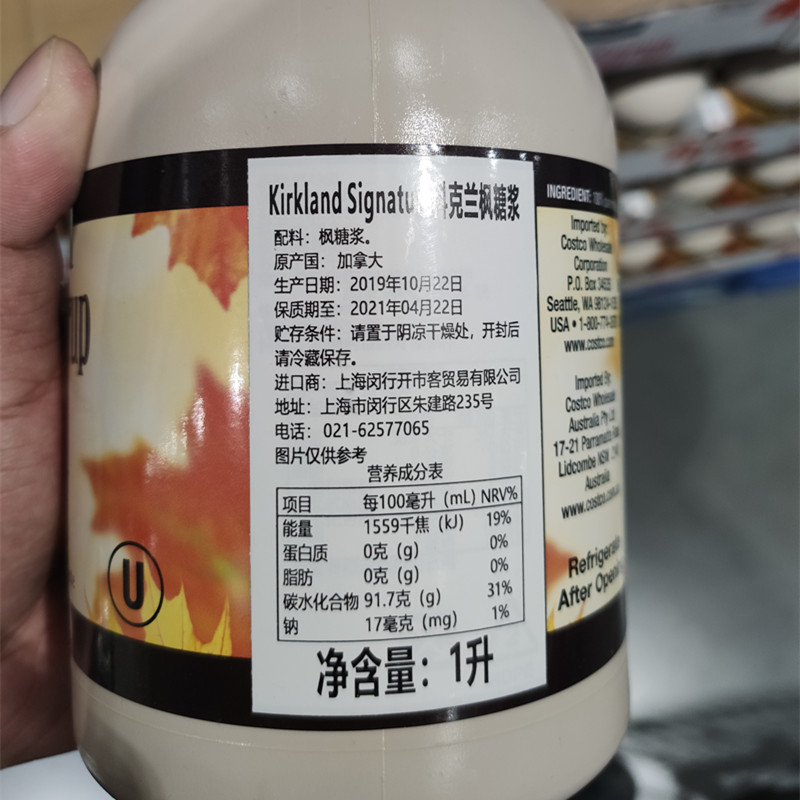 up
U
Kirkland Signatu 科克兰枫糖浆
配料：枫糖浆。
原产国：加拿大
生产日期：2019年10月22日
保质期至：2021年04月22日
贮存条件：请置于阴凉干燥处，开封后
请冷藏保存。
进口商：上海闵行开市客贸易有限公司
地址：上海市闵行区朱建路235号
电话：021-62577065
图片仅供参考
营养成分表
项目 每100毫升（mL) NRV%
能量 1559千焦（kJ) 19%
蛋白质 0克（g) 0%
脂肪 0克（g) 0%
碳水化合物 91.7克（g) 31%
钠 17毫克（mg) 1%
净含量：1升
INGREDIENT: 100%
Imported by:
Costco Wholesale
Corporation
P.O. Box 34535
Seattle, WA 98124
USA • 1-800-774
www.costco.com
Imported By:
Costco Wholesale
Australia Pty Ltd
17-21 Parramatta
Lidcombe NSW
Australia
www.costco.com
Refrigerate
After Open